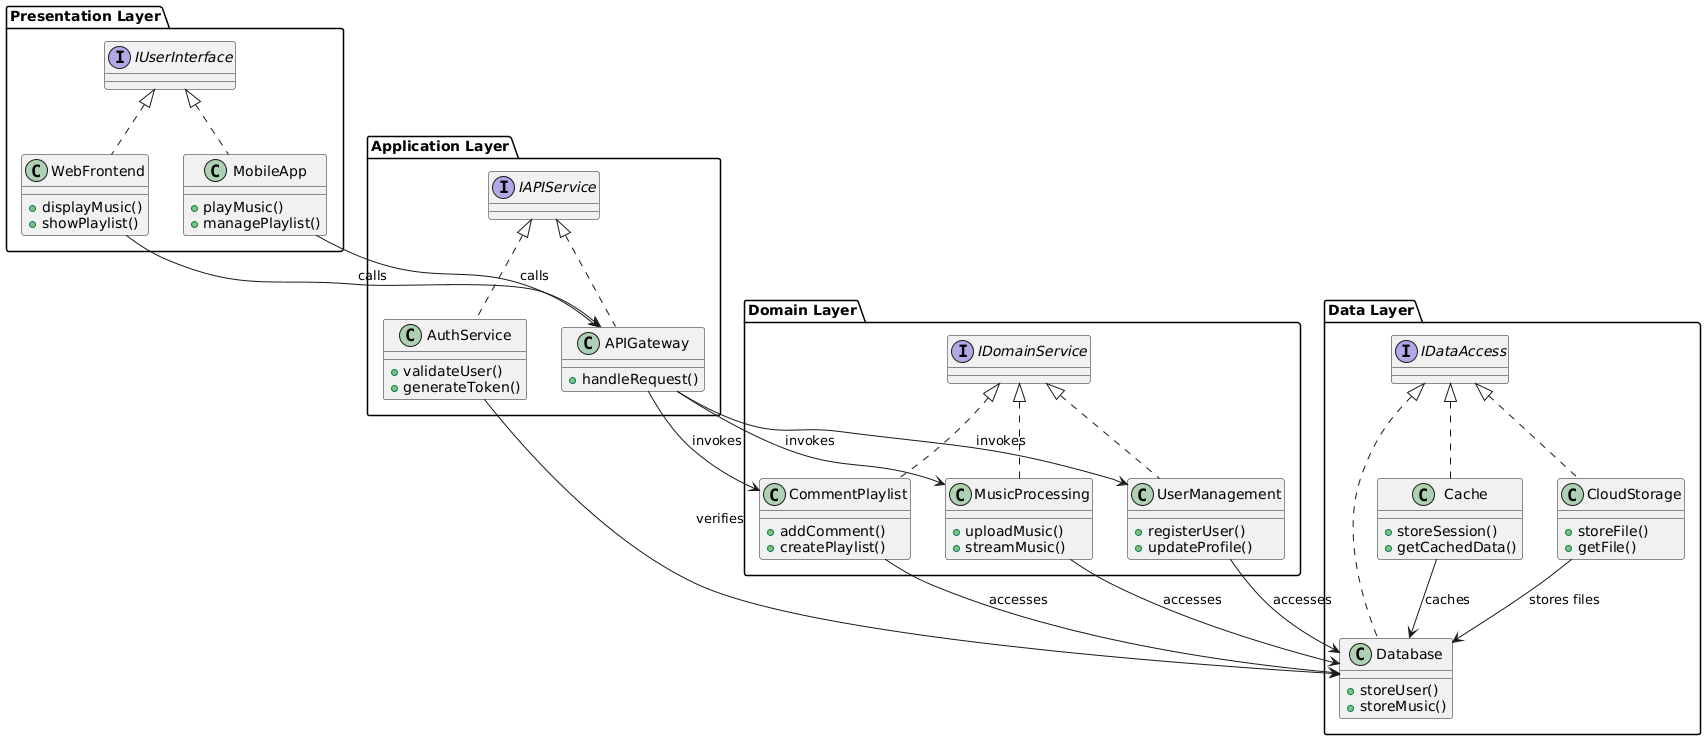 Presentation Layer
I IUserInterface
C WebFrontend
displayMusic()
showPlaylist()
C MobileApp
playMusic()
managePlaylist()
calls
calls
Application Layer
I IAPIService
C AuthService
validateUser()
generateToken()
C APIGateway
handleRequest()
invokes
invokes
invokes
verifies
Domain Layer
I IDomainService
C CommentPlaylist
addComment()
createPlaylist()
C MusicProcessing
uploadMusic()
streamMusic()
C UserManagement
registerUser()
updateProfile()
accesses
accesses
accesses
Data Layer
I IDataAccess
C Cache
storeSession()
getCachedData()
C CloudStorage
storeFile()
getFile()
caches
stores files
C Database
storeUser()
storeMusic()